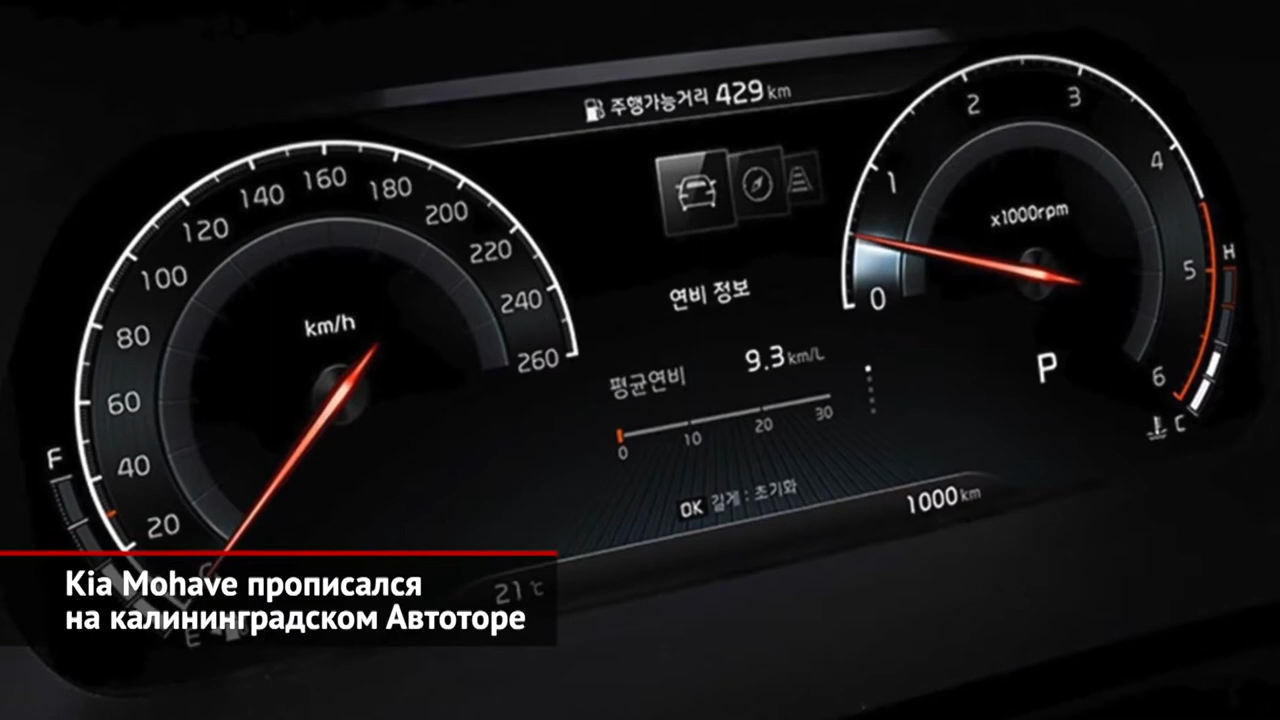 주행가능거리 429 km
160
140
180
120
200
100
220
80
240
60
260
40
20
km/h
F
E
연비 정보
평균연비 9.3 km/L
0 10 20 30
OK 길게 : 초기화
1000 km
21 ℃
2 3
1 4
x1000rpm
0 5
6
P
H
C
Kia Mohave прописался
на калининградском Автоторе